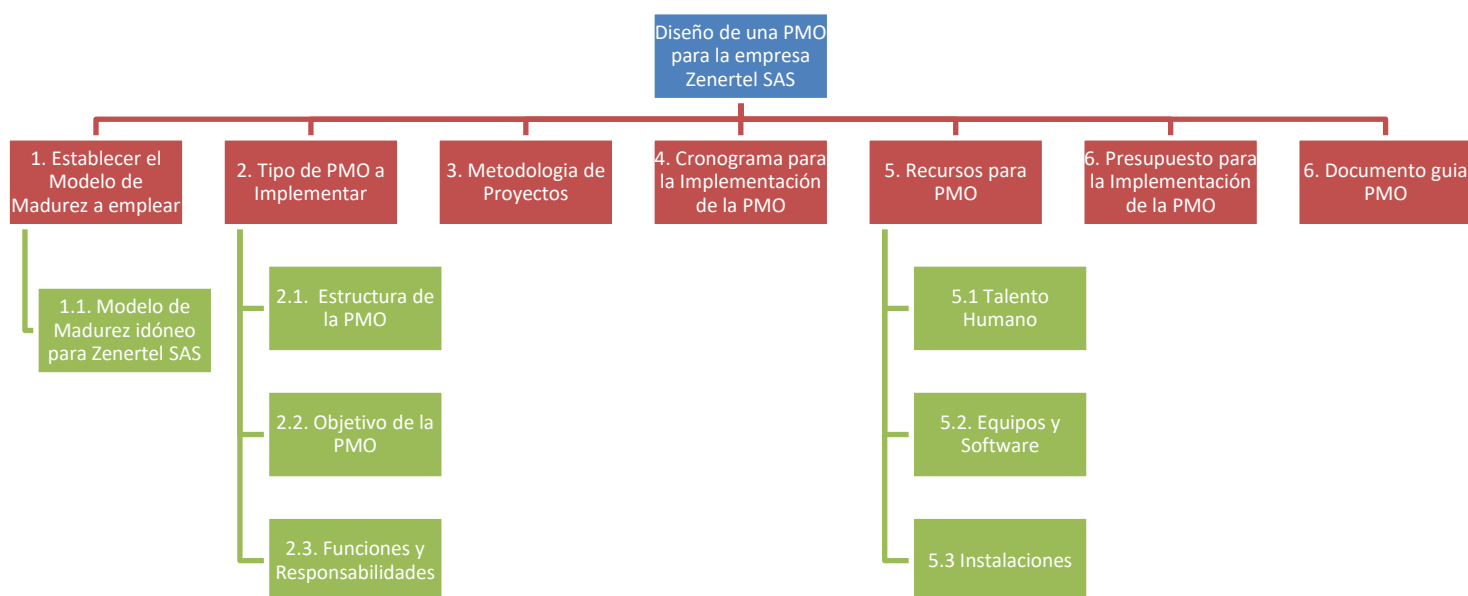 Diseño de una PMO
para la empresa
Zenertel SAS
1. Establecer el
Modelo de
Madurez a emplear
2. Tipo de PMO a
Implementar
3. Metodologia de
Proyectos
4. Cronograma para
la Implementación
de la PMO
5. Recursos para
PMO
6. Presupuesto para
la Implementación
de la PMO
6. Documento guia
PMO
1.1. Modelo de
Madurez idóneo
para Zenertel SAS
2.1. Estructura de
la PMO
2.2. Objetivo de la
PMO
2.3. Funciones y
Responsabilidades
5.1 Talento
Humano
5.2. Equipos y
Software
5.3 Instalaciones